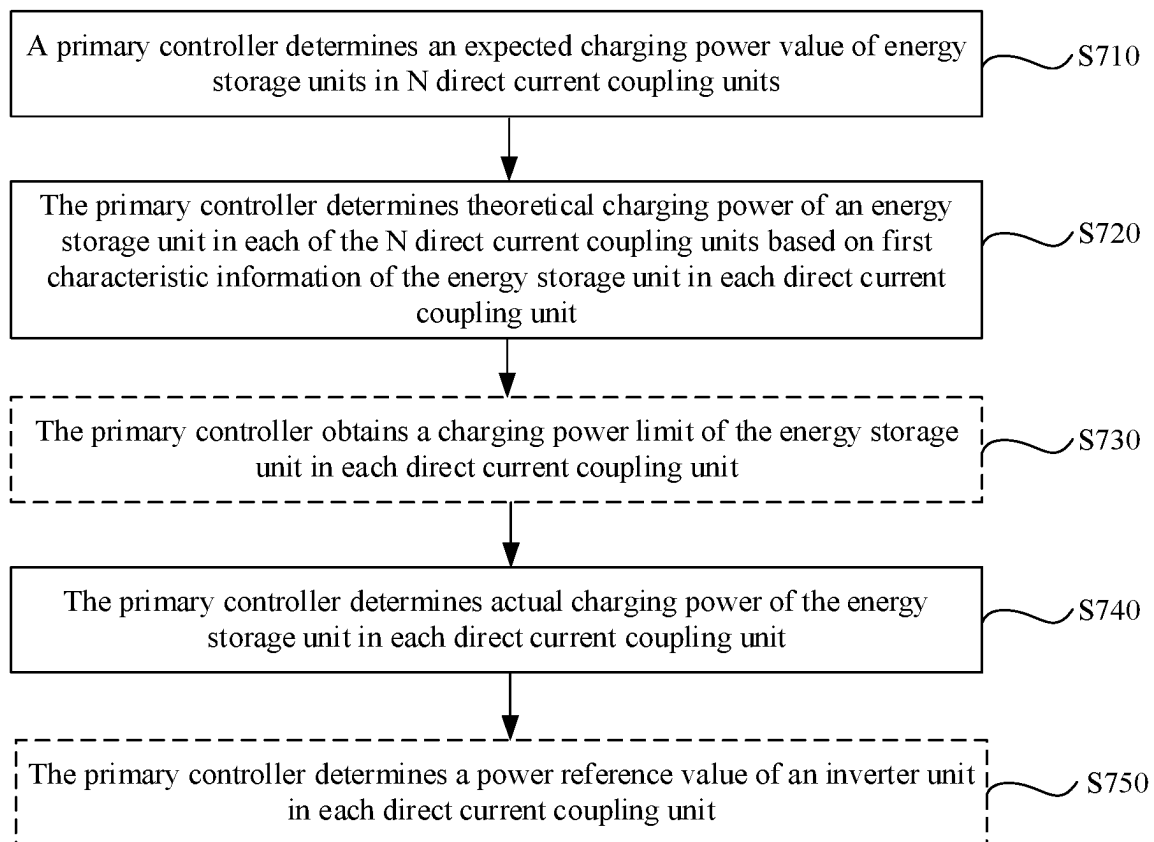 A primary controller determines an expected charging power value of energy
storage units in N direct current coupling units
S710
The primary controller determines theoretical charging power of an energy
storage unit in each of the N direct current coupling units based on first
characteristic information of the energy storage unit in each direct current
coupling unit
S720
The primary controller obtains a charging power limit of the energy storage
unit in each direct current coupling unit
S730
The primary controller determines actual charging power of the energy
storage unit in each direct current coupling unit
S740
The primary controller determines a power reference value of an inverter unit
in each direct current coupling unit
S750